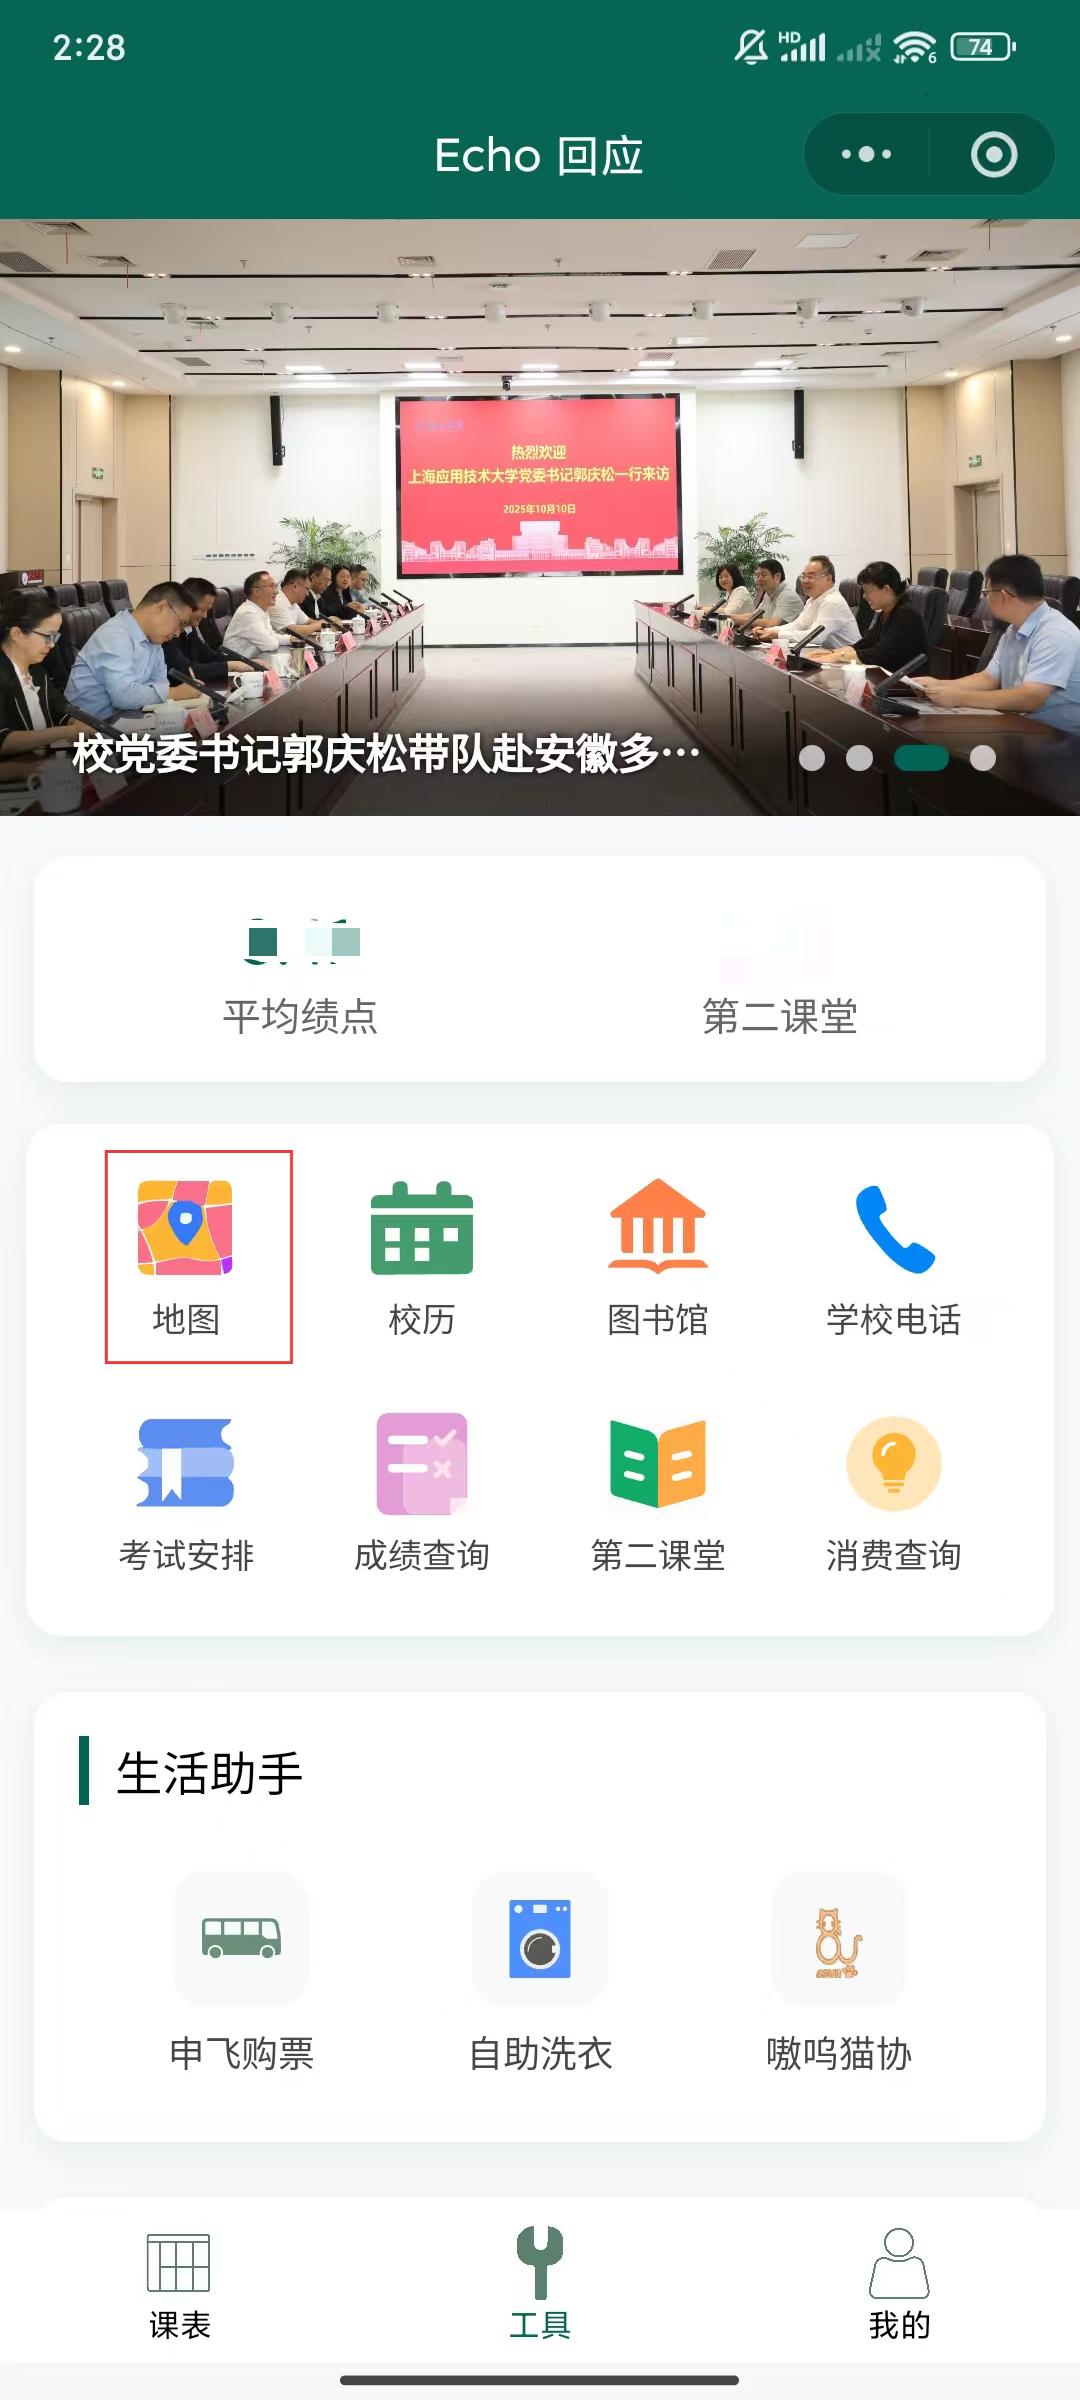 2:28
HD
6
74
Echo 回应
热烈欢迎
上海应用技术大学党委书记郭庆松一行来访
2025年10月10日
校党委书记郭庆松带队赴安徽多…
平均绩点
第二课堂
地图
校历
图书馆
学校电话
考试安排
成绩查询
第二课堂
消费查询
生活助手
申飞购票
自助洗衣
嗷呜猫协
课表
工具
我的